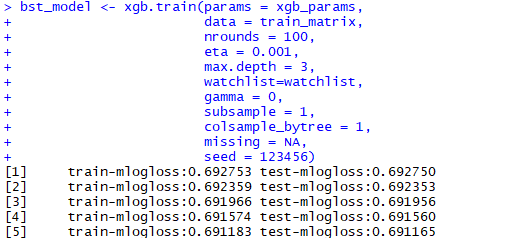 > bst_model <- xgb.train(params = xgb_params,
+ data = train_matrix,
+ nrounds = 100,
+ eta = 0.001,
+ max.depth = 3,
+ watchlist=watchlist,
+ gamma = 0,
+ subsample = 1,
+ colsample_bytree = 1,
+ missing = NA,
+ seed = 123456)
[1] train-mlogloss:0.692753 test-mlogloss:0.692750
[2] train-mlogloss:0.692359 test-mlogloss:0.692353
[3] train-mlogloss:0.691966 test-mlogloss:0.691956
[4] train-mlogloss:0.691574 test-mlogloss:0.691560
[5] train-mlogloss:0.691183 test-mlogloss:0.691165